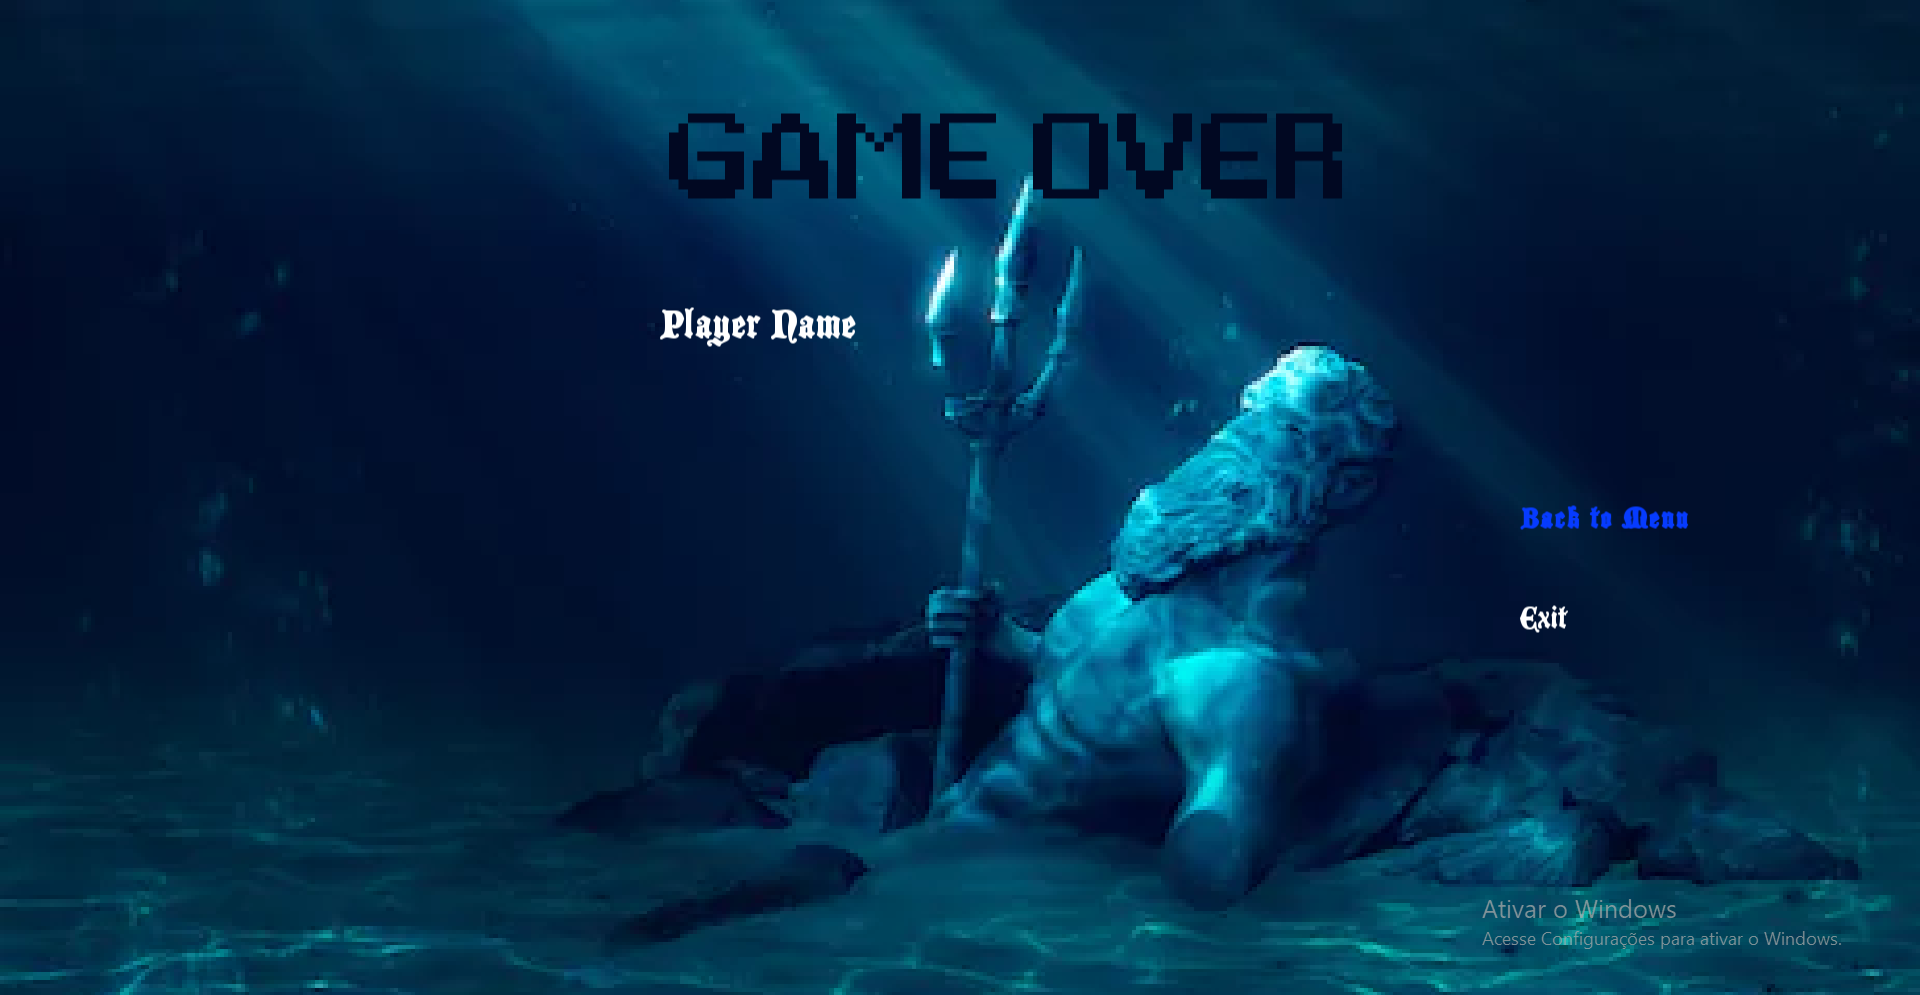 GAME OVER
Player Name
Back to Menu
Exit
Ativar o Windows
Acesse Configurações para ativar o Windows.